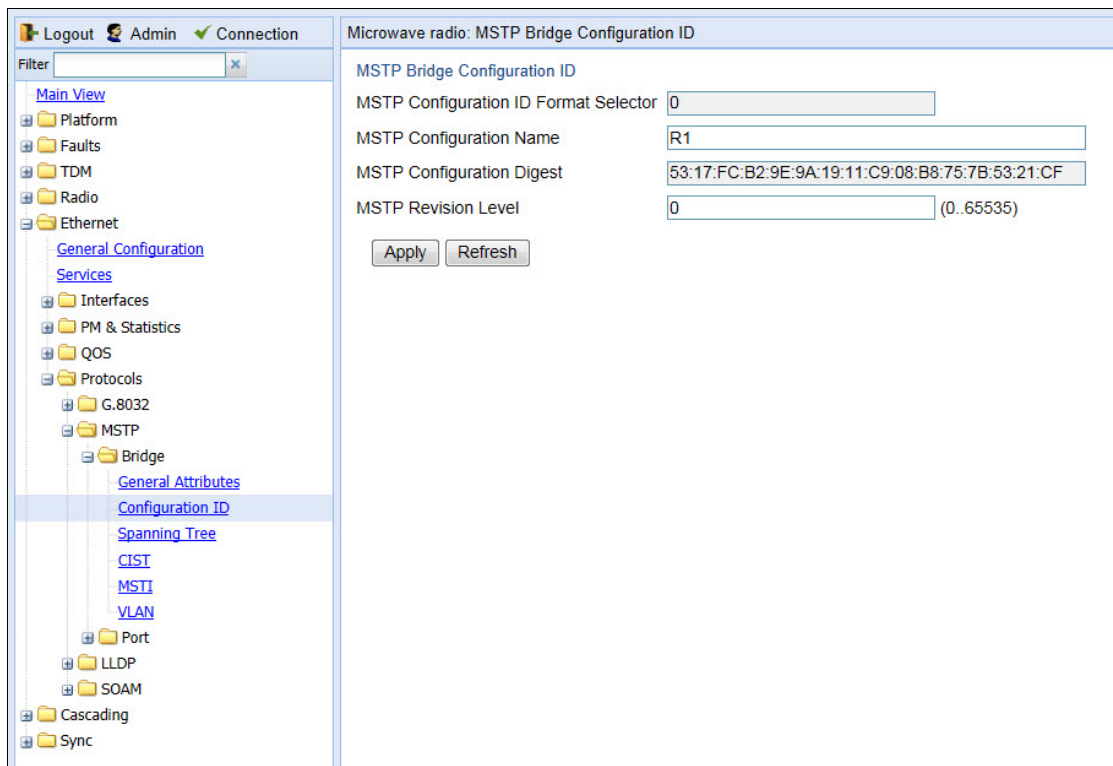 Logout Admin Connection
Filter
Main View
Platform
Faults
TDM
Radio
Ethernet
General Configuration
Services
Interfaces
PM & Statistics
QOS
Protocols
G.8032
MSTP
Bridge
General Attributes
Configuration ID
Spanning Tree
CIST
MSTI
VLAN
Port
LLDP
SOAM
Cascading
Sync
Microwave radio: MSTP Bridge Configuration ID
MSTP Bridge Configuration ID
MSTP Configuration ID Format Selector 0
MSTP Configuration Name R1
MSTP Configuration Digest 53:17:FC:B2:9E:9A:19:11:C9:08:B8:75:7B:53:21:CF
MSTP Revision Level 0 (0..65535)
Apply Refresh